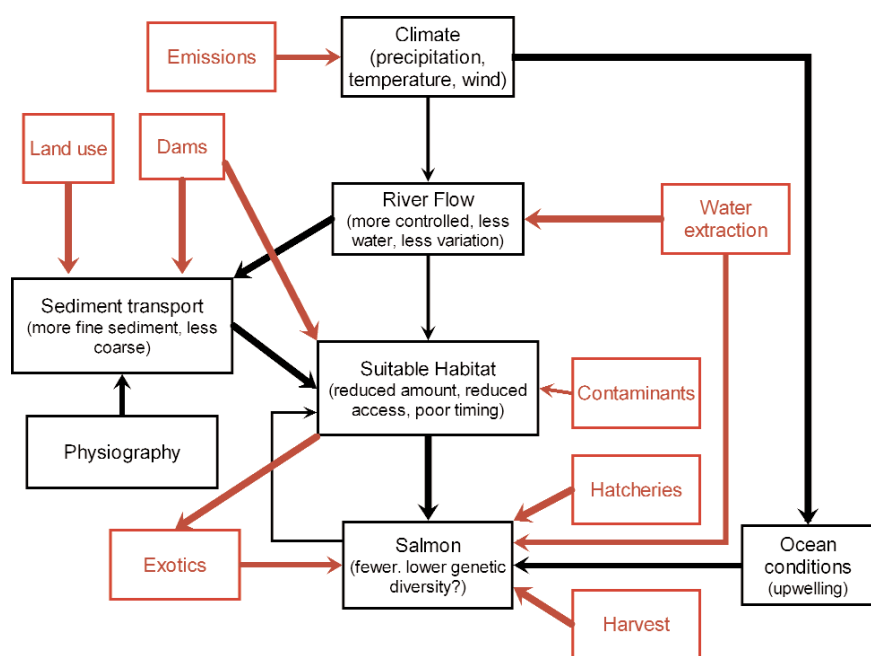 Climate
(precipitation,
temperature, wind)
Emissions
Land use
Dams
River Flow
(more controlled, less
water, less variation)
Water
extraction
Sediment transport
(more fine sediment, less
coarse)
Suitable Habitat
(reduced amount, reduced
access, poor timing)
Contaminants
Physiography
Hatcheries
Exotics
Salmon
(fewer. lower genetic
diversity?)
Ocean
conditions
(upwelling)
Harvest